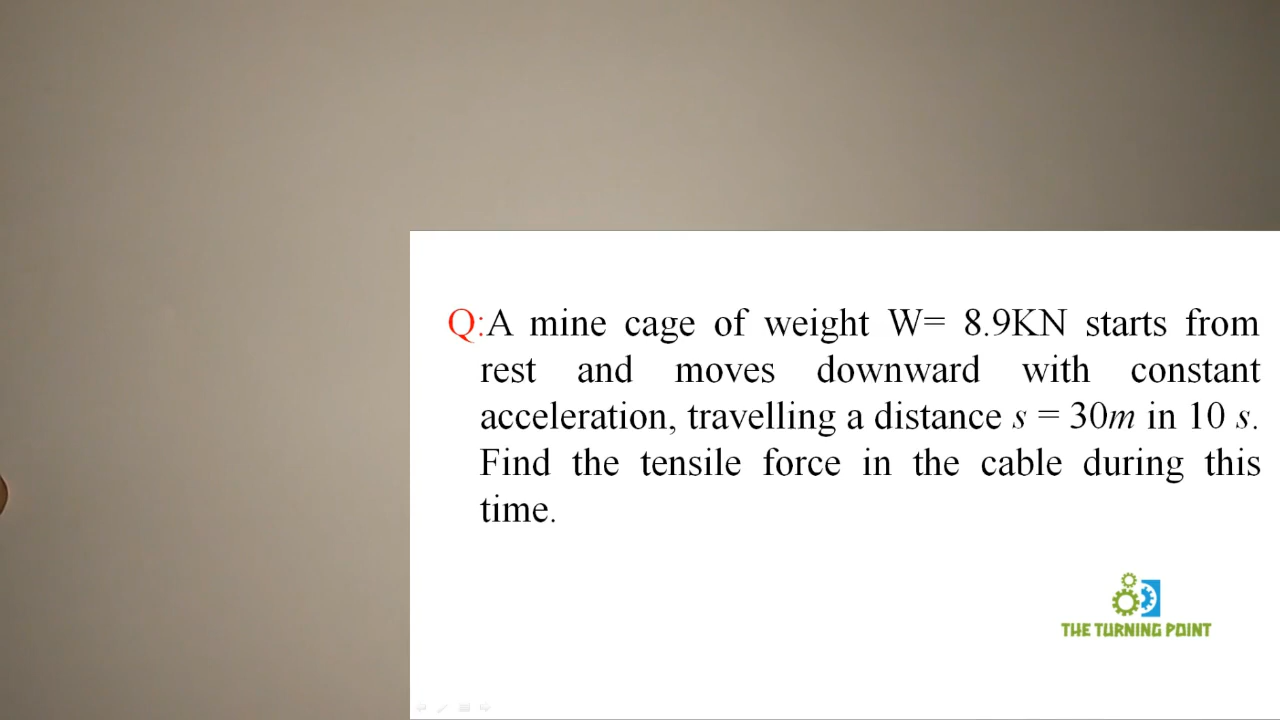 Q:A mine cage of weight W= 8.9KN starts from
rest and moves downward with constant
acceleration, travelling a distance s = 30m in 10 s.
Find the tensile force in the cable during this
time.
THE TURNING POINT